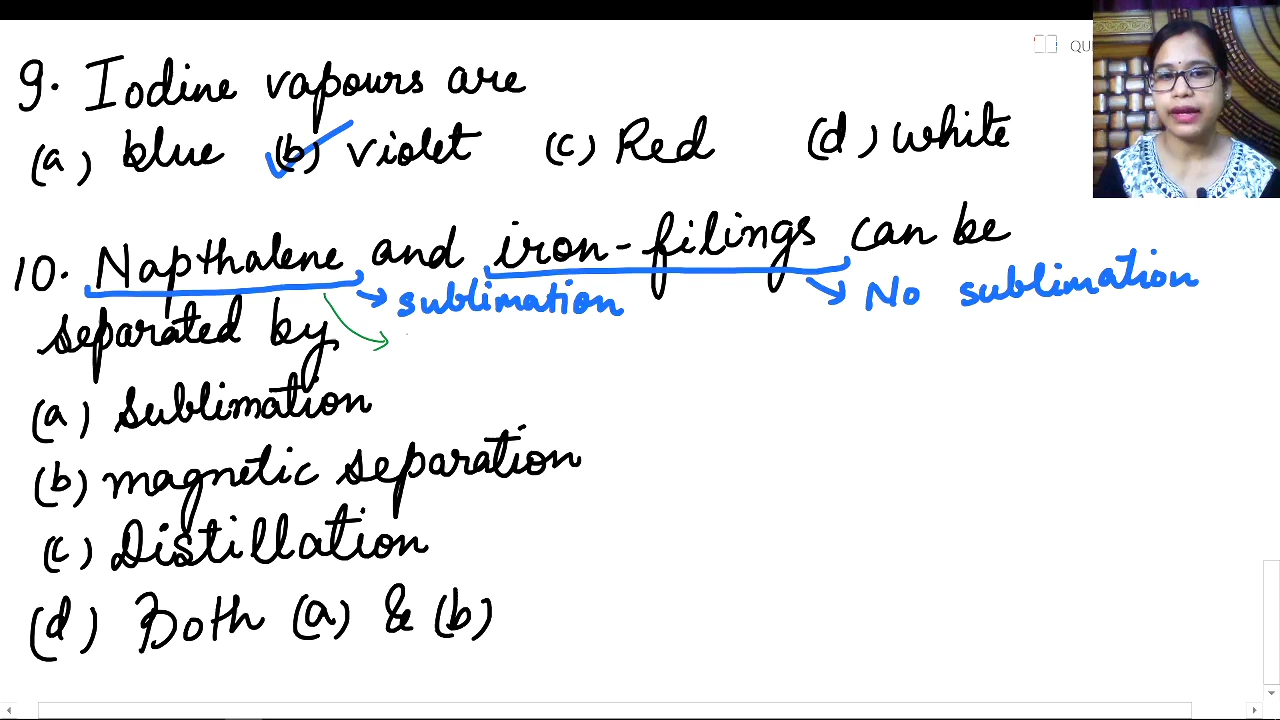 QU
9. Iodine vapours are
(a) blue (b) violet (c) Red (d) white
10. Napthalene and iron-filings can be
sublimation No sublimation
separated by
(a) sublimation
(b) magnetic separation
(c) Distillation
(d) Both (a) & (b)